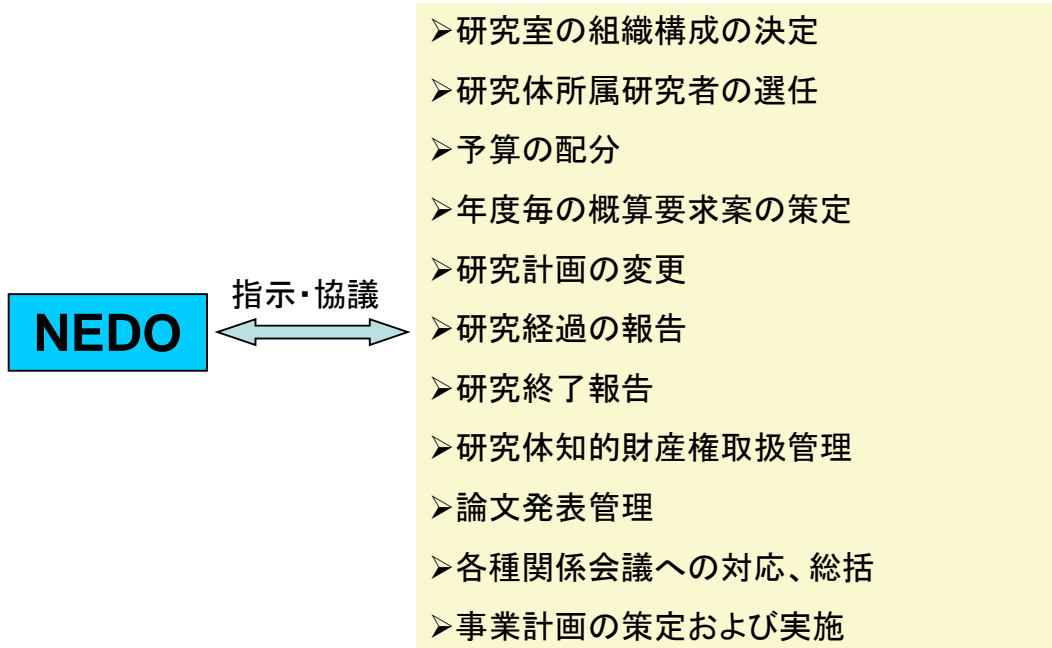 ➢研究室の組織構成の決定
➢研究体所属研究者の選任
➢予算の配分
➢年度毎の概算要求案の策定
➢研究計画の変更
指示・協議
NEDO
➢研究経過の報告
➢研究終了報告
➢研究体知的財産権取扱管理
➢論文発表管理
➢各種関係会議への対応、総括
➢事業計画の策定および実施